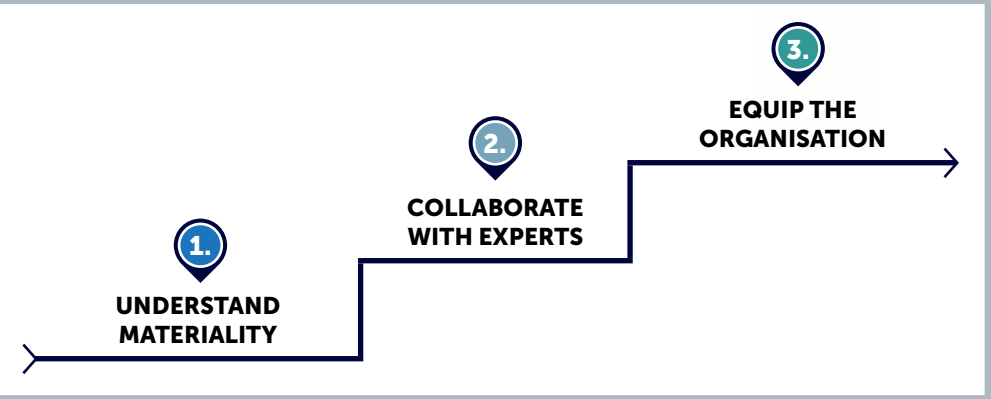 1.
UNDERSTAND
MATERIALITY
2.
COLLABORATE
WITH EXPERTS
3.
EQUIP THE
ORGANISATION